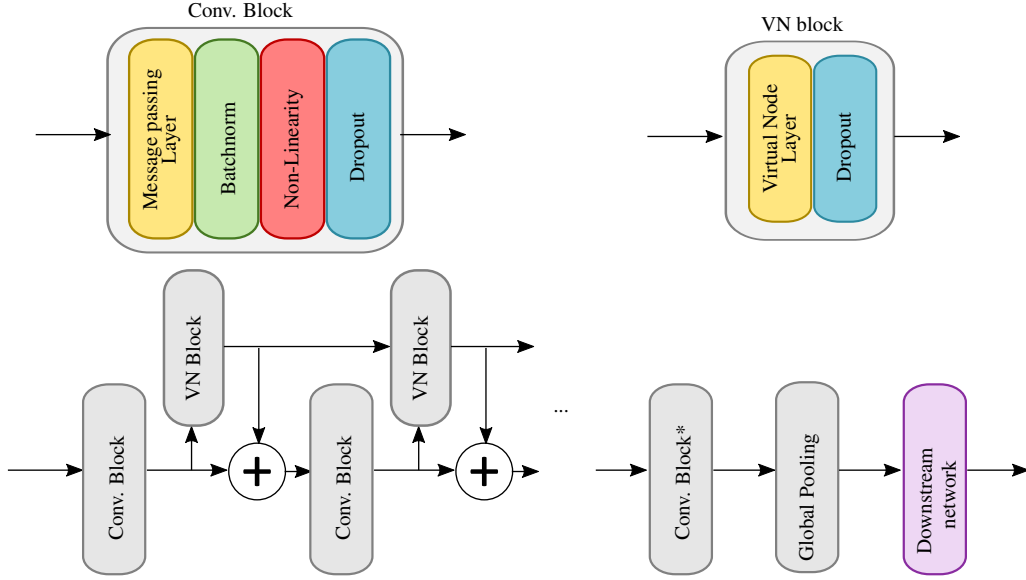 Conv. Block
VN block
Message passing
Layer
Batchnorm
Non-Linearity
Dropout
Virtual Node
Layer
Dropout
VN Block
VN Block
Conv. Block
Conv. Block
...
Conv. Block*
Global Pooling
Downstream
network